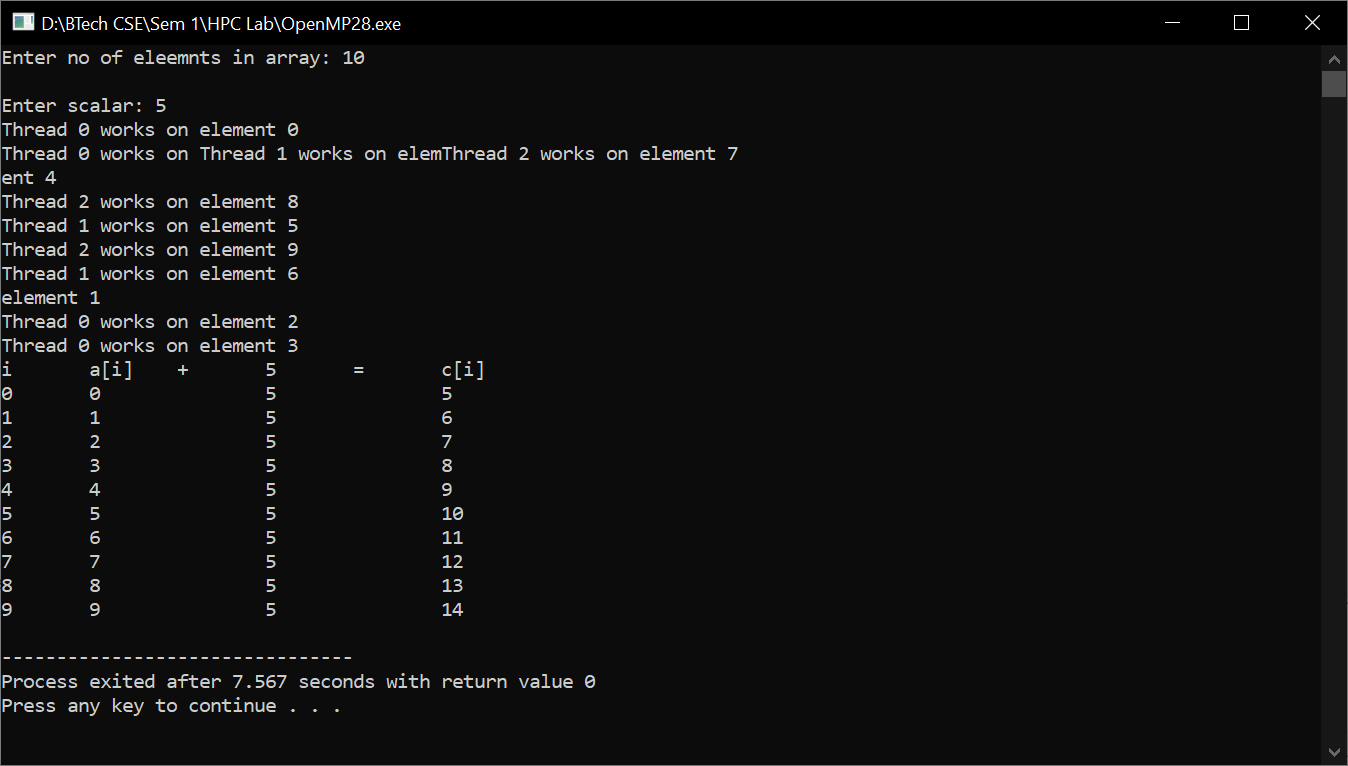 D:\BTech CSE\Sem 1\HPC Lab\OpenMP28.exe
Enter no of eleemnts in array: 10
Enter scalar: 5
Thread 0 works on element 0
Thread 0 works on Thread 1 works on elemThread 2 works on element 7
ent 4
Thread 2 works on element 8
Thread 1 works on element 5
Thread 2 works on element 9
Thread 1 works on element 6
element 1
Thread 0 works on element 2
Thread 0 works on element 3
i a[i] + 5 = c[i]
0 0 5 5
1 1 5 6
2 2 5 7
3 3 5 8
4 4 5 9
5 5 5 10
6 6 5 11
7 7 5 12
8 8 5 13
9 9 5 14
--------------------------------
Process exited after 7.567 seconds with return value 0
Press any key to continue . . .